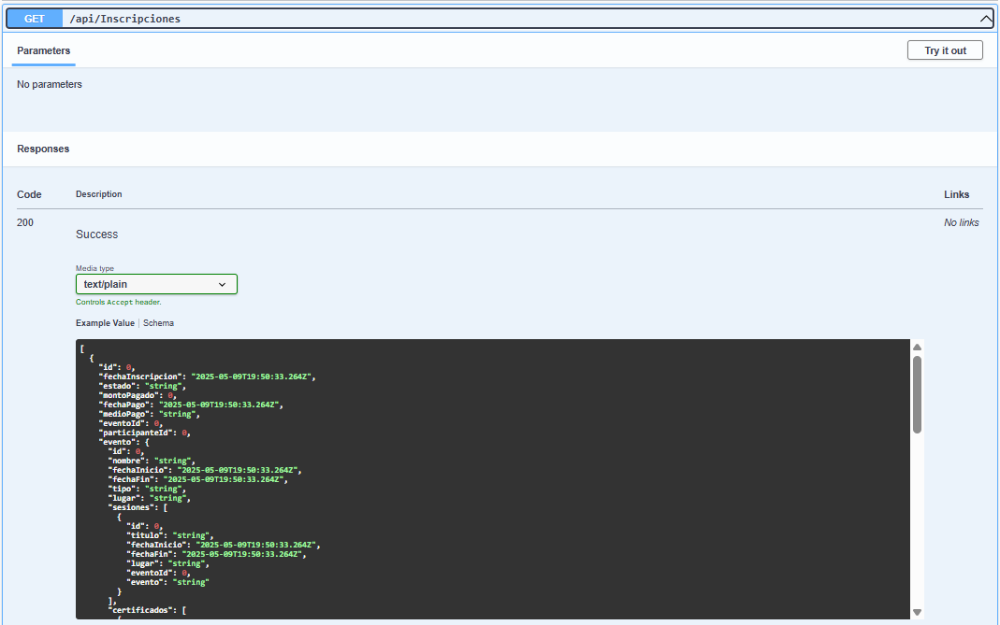 GET /api/Inscripciones
Parameters
Try it out
No parameters
Responses
Code Description Links
200 Success No links
Media type
text/plain
Controls Accept header.
Example Value | Schema
[
  {
    "id": 0,
    "fechaInscripcion": "2025-05-09T19:50:33.264Z",
    "estado": "string",
    "montoPagado": 0,
    "fechaPago": "2025-05-09T19:50:33.264Z",
    "medioPago": "string",
    "eventoId": 0,
    "participanteId": 0,
    "evento": {
      "id": 0,
      "nombre": "string",
      "fechaInicio": "2025-05-09T19:50:33.264Z",
      "fechaFin": "2025-05-09T19:50:33.264Z",
      "tipo": "string",
      "lugar": "string",
      "sesiones": [
        {
          "id": 0,
          "titulo": "string",
          "fechaInicio": "2025-05-09T19:50:33.264Z",
          "fechaFin": "2025-05-09T19:50:33.264Z",
          "lugar": "string",
          "eventoId": 0,
          "evento": "string"
        }
      ],
      "certificados": [
        {